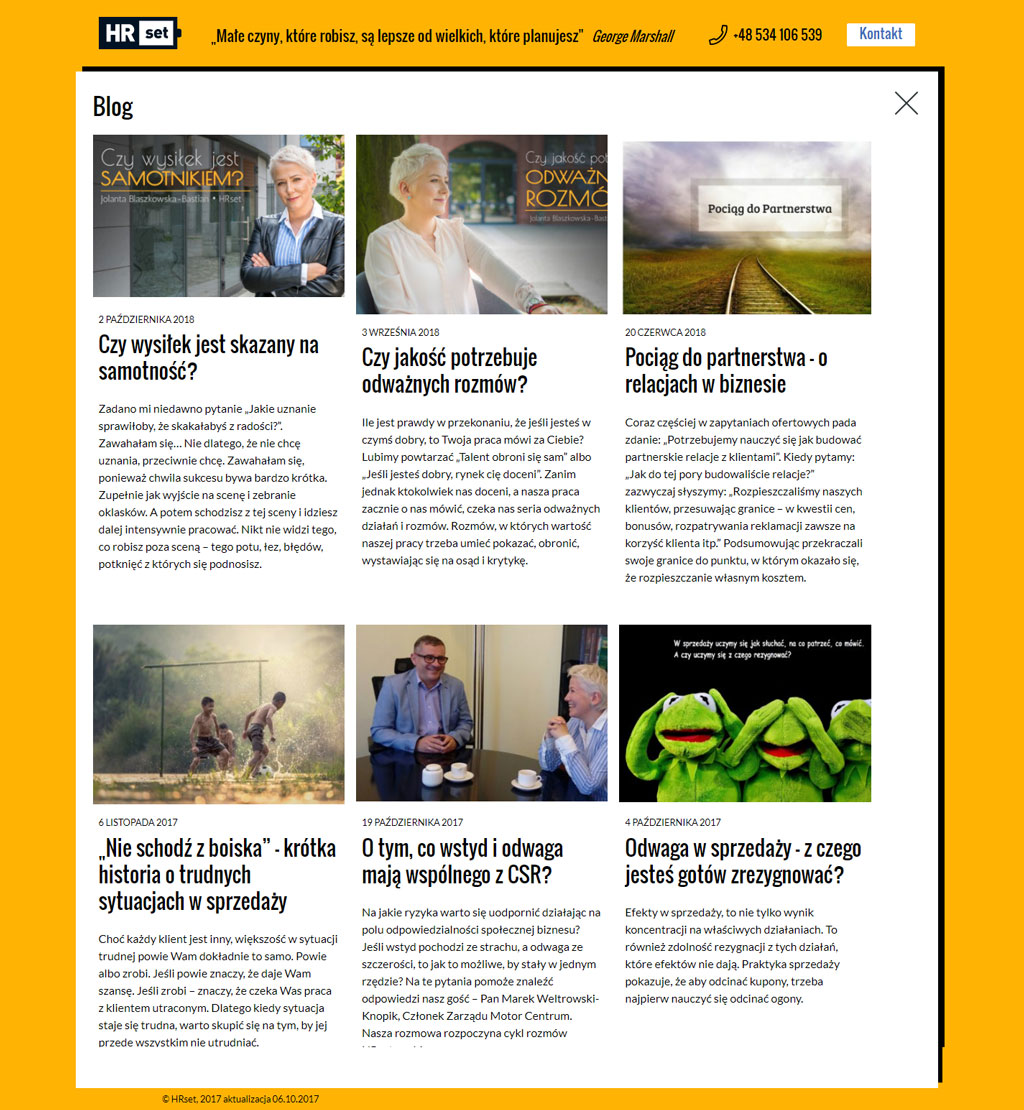 HR set
„Małe czyny, które robisz, są lepsze od wielkich, które planujesz" George Marshall
+48 534 106 539
Kontakt
Blog
Czy wysiłek jest
SAMOTNIKIEM?
Jolanta Blaszkowska-Bastian • HRset
2 PAŹDZIERNIKA 2018
Czy wysiłek jest skazany na
samotność?
Zadano mi niedawno pytanie „Jakie uznanie
sprawiłoby, że skakałabyś z radości?”.
Zawahałam się... Nie dlatego, że nie chcę
uznania, przeciwnie chcę. Zawahałam się,
ponieważ chwila sukcesu bywa bardzo krótka.
Zupełnie jak wyjście na scenę i zebranie
oklasków. A potem schodzisz z tej sceny i idziesz
dalej intensywnie pracować. Nikt nie widzi tego,
co robisz poza sceną – tego potu, łez, błędów,
potknięć z których się podnosisz.
Czy jakość pot
ODWAŻN
ROZMÓ
Jolanta Blaszkowska-Bast
3 WRZEŚNIA 2018
Czy jakość potrzebuje
odważnych rozmów?
Ile jest prawdy w przekonaniu, że jeśli jesteś w
czymś dobry, to Twoja praca mówi za Ciebie?
Lubimy powtarzać „Talent obroni się sam” albo
„Jeśli jesteś dobry, rynek cię doceni”. Zanim
jednak ktokolwiek nas doceni, a nasza praca
zacznie o nas mówić, czeka nas seria odważnych
działań i rozmów. Rozmów, w których wartość
naszej pracy trzeba umieć pokazać, obronić,
wystawiając się na osąd i krytykę.
Pociąg do Partnerstwa
20 CZERWCA 2018
Pociąg do partnerstwa - o
relacjach w biznesie
Coraz częściej w zapytaniach ofertowych pada
zdanie: „Potrzebujemy nauczyć się jak budować
partnerskie relacje z klientami”. Kiedy pytamy:
„Jak do tej pory budowaliście relacje?”
zazwyczaj słyszymy: „Rozpieszczaliśmy naszych
klientów, przesuwając granice – w kwestii cen,
bonusów, rozpatrywania reklamacji zawsze na
korzyść klienta itp.” Podsumowując przekraczali
swoje granice do punktu, w którym okazało się,
że rozpieszczanie własnym kosztem.
6 LISTOPADA 2017
„Nie schodź z boiska” - krótka
historia o trudnych
sytuacjach w sprzedaży
Choć każdy klient jest inny, większość w sytuacji
trudnej powie Wam dokładnie to samo. Powie
albo zrobi. Jeśli powie znaczy, że daje Wam
szansę. Jeśli zrobi – znaczy, że czeka Was praca
z klientem utraconym. Dlatego kiedy sytuacja
staje się trudna, warto skupić się na tym, by jej
przede wszystkim nie utrudniać.
19 PAŹDZIERNIKA 2017
O tym, co wstyd i odwaga
mają wspólnego z CSR?
Na jakie ryzyka warto się uodpornić działając na
polu odpowiedzialności społecznej biznesu?
Jeśli wstyd pochodzi ze strachu, a odwaga ze
szczerości, to jak to możliwe, by stały w jednym
rzędzie? Na te pytania pomoże znaleźć
odpowiedzi nasz gość – Pan Marek Weltrowski-
Knopik, Członek Zarządu Motor Centrum.
Nasza rozmowa rozpoczyna cykl rozmów
W sprzedaży uczymy się jak słuchać, na co patrzeć, co mówić.
A czy uczymy się z czego rezygnować?
4 PAŹDZIERNIKA 2017
Odwaga w sprzedaży - z czego
jesteś gotów zrezygnować?
Efekty w sprzedaży, to nie tylko wynik
koncentracji na właściwych działaniach. To
również zdolność rezygnacji z tych działań,
które efektów nie dają. Praktyka sprzedaży
pokazuje, że aby odcinać kupony, trzeba
najpierw nauczyć się odcinać ogony.
© HRset, 2017 aktualizacja 06.10.2017